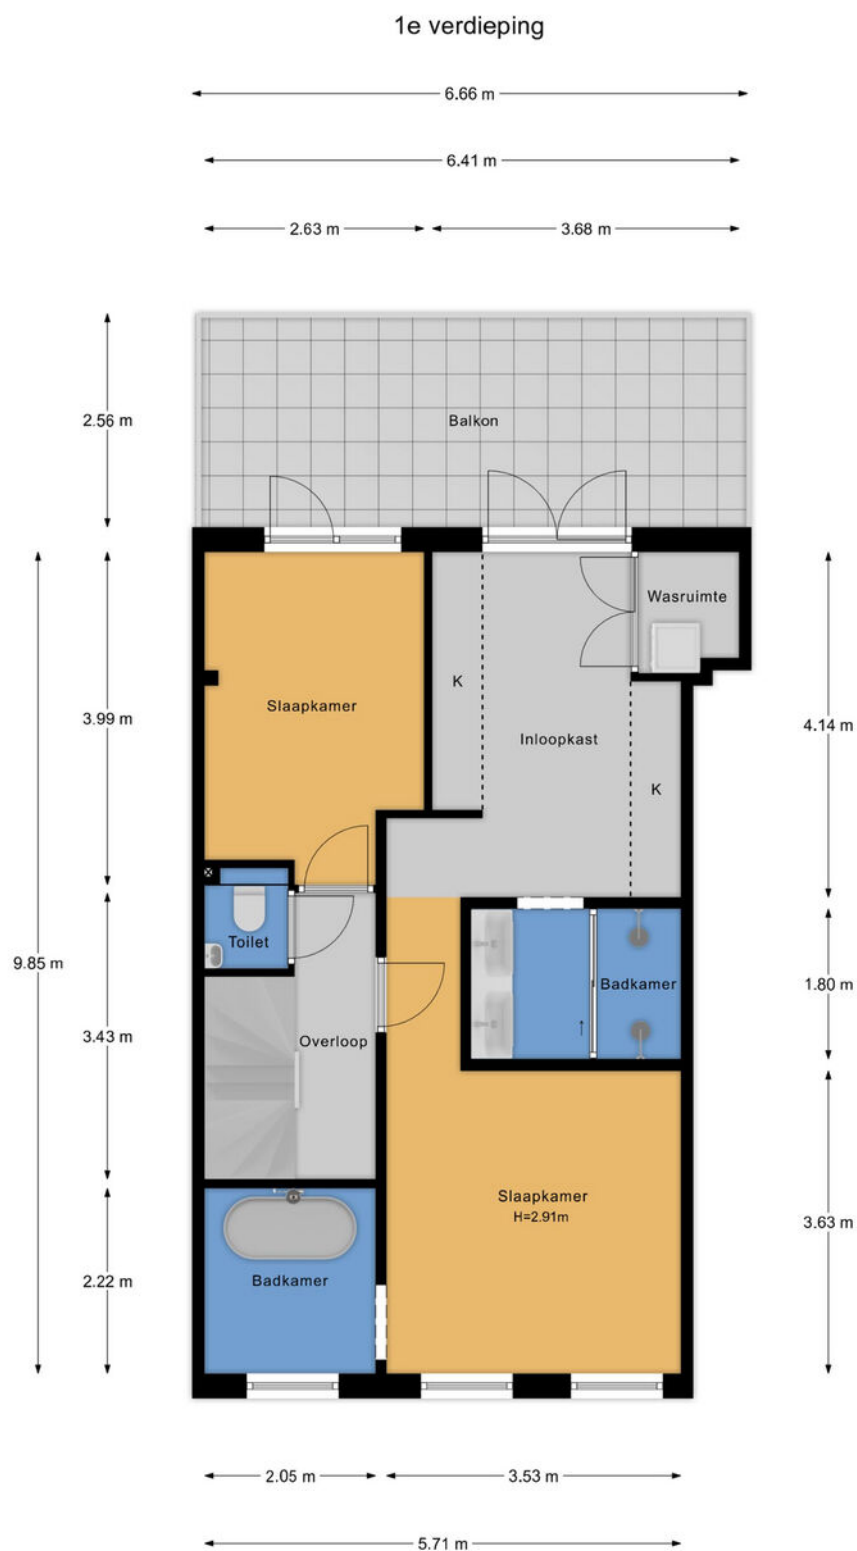 1e verdieping
6.66 m
6.41 m
2.63 m
3.68 m
2.56 m
Balkon
Wasruimte
K
Slaapkamer
3.99 m
Inloopkast
4.14 m
K
Toilet
9.85 m
Badkamer
1.80 m
3.43 m
Overloop
Slaapkamer
H=2.91m
3.63 m
2.22 m
Badkamer
2.05 m
3.53 m
5.71 m